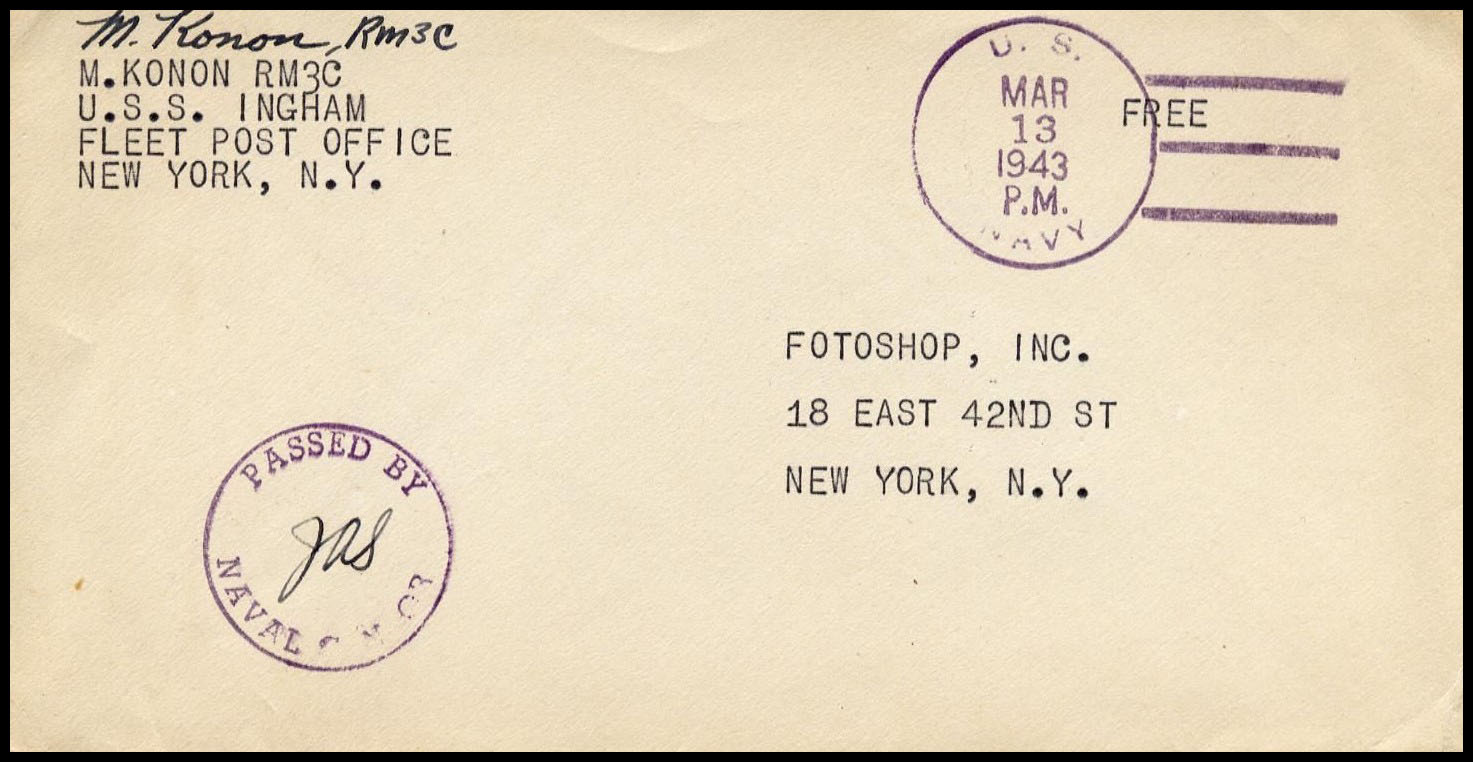 M. Konon, RM3C
M.KONON RM3C
U.S.S. INGHAM
FLEET POST OFFICE
NEW YORK, N.Y.
U. S.
MAR
13
1943
P.M.
NAVY
FREE
FOTOSHOP, INC.
18 EAST 42ND ST
NEW YORK, N.Y.
PASSED BY
JAS
NAVAL